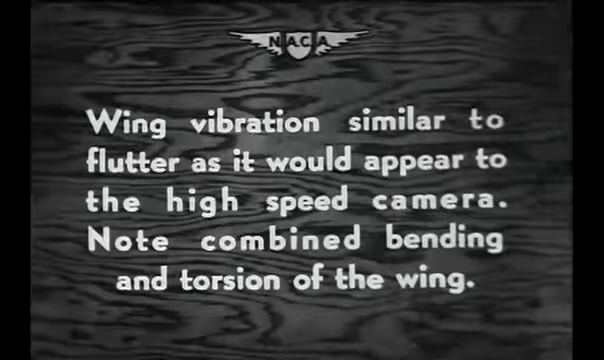 NACA
Wing vibration similar to
flutter as it would appear to
the high speed camera.
Note combined bending
and torsion of the wing.